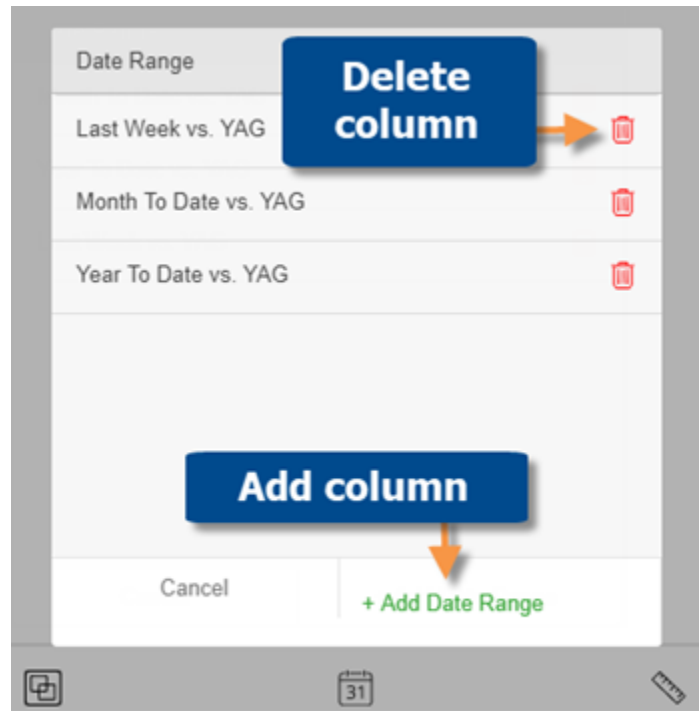 Date Range
Delete
column
Last Week vs. YAG
Month To Date vs. YAG
Year To Date vs. YAG
Add column
Cancel
+ Add Date Range
31